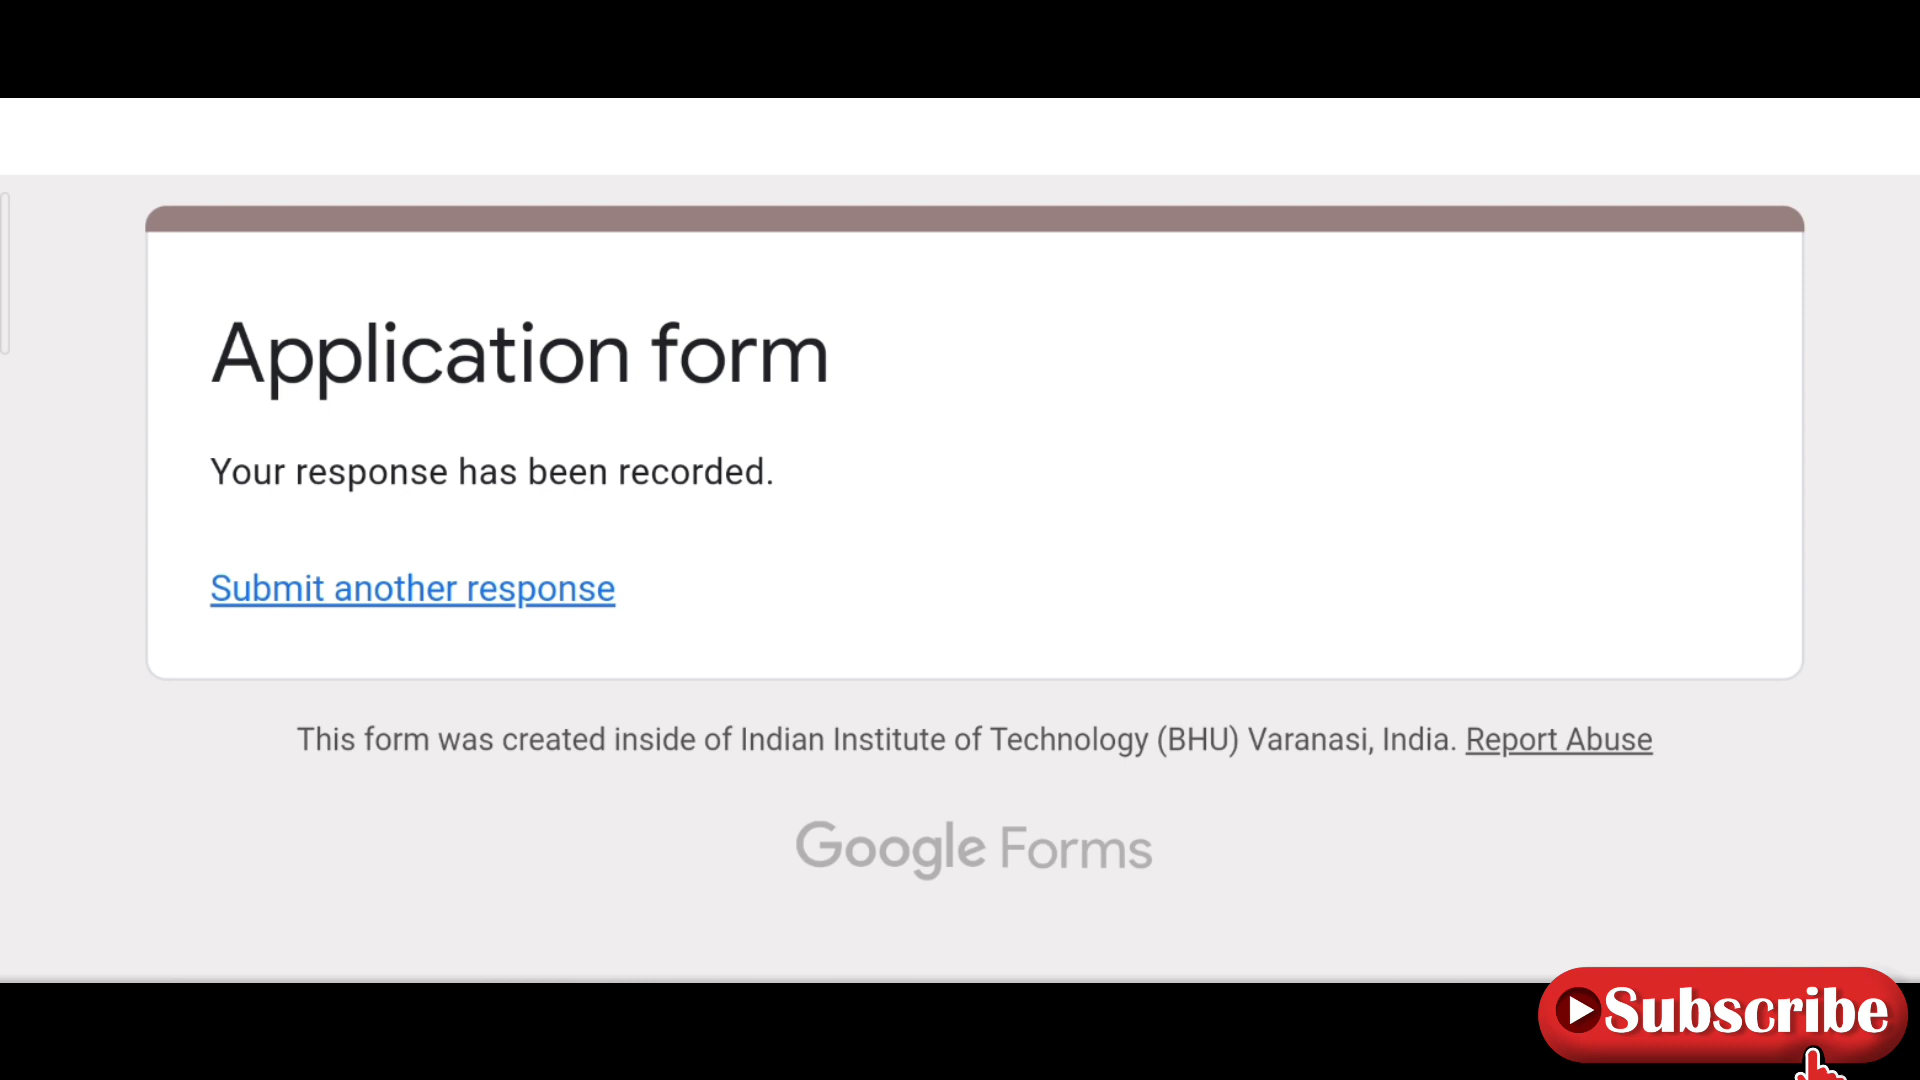 Application form
Your response has been recorded.
Submit another response
This form was created inside of Indian Institute of Technology (BHU) Varanasi, India. Report Abuse
Google Forms
Subscribe